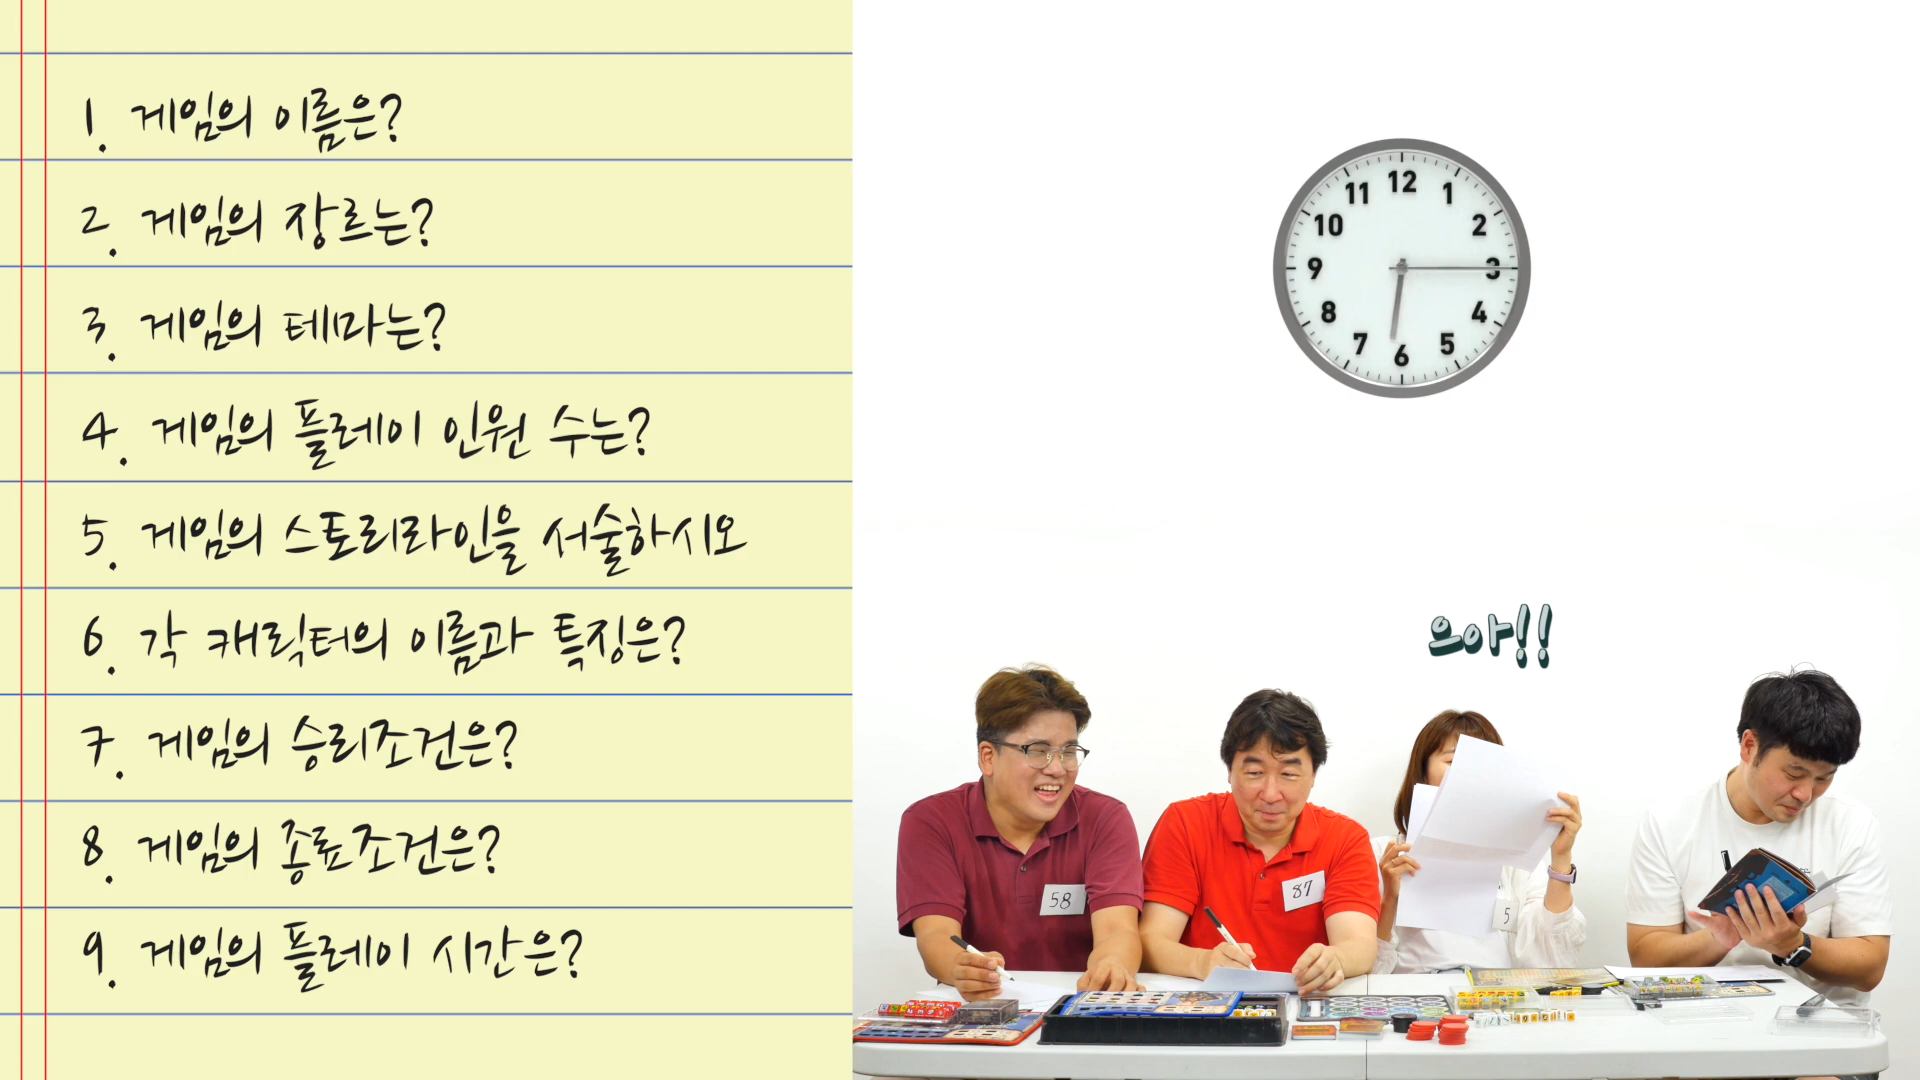 1. 게임의 이름은?
2. 게임의 장르는?
3. 게임의 테마는?
4. 게임의 플레이 인원 수는?
5. 게임의 스토리라인을 서술하시오
6. 각 캐릭터의 이름과 특징은?
7. 게임의 승리조건은?
8. 게임의 종료조건은?
9. 게임의 플레이 시간은?
12
11
1
10
2
9
3
8
4
7
5
6
으아!!
58
87
5